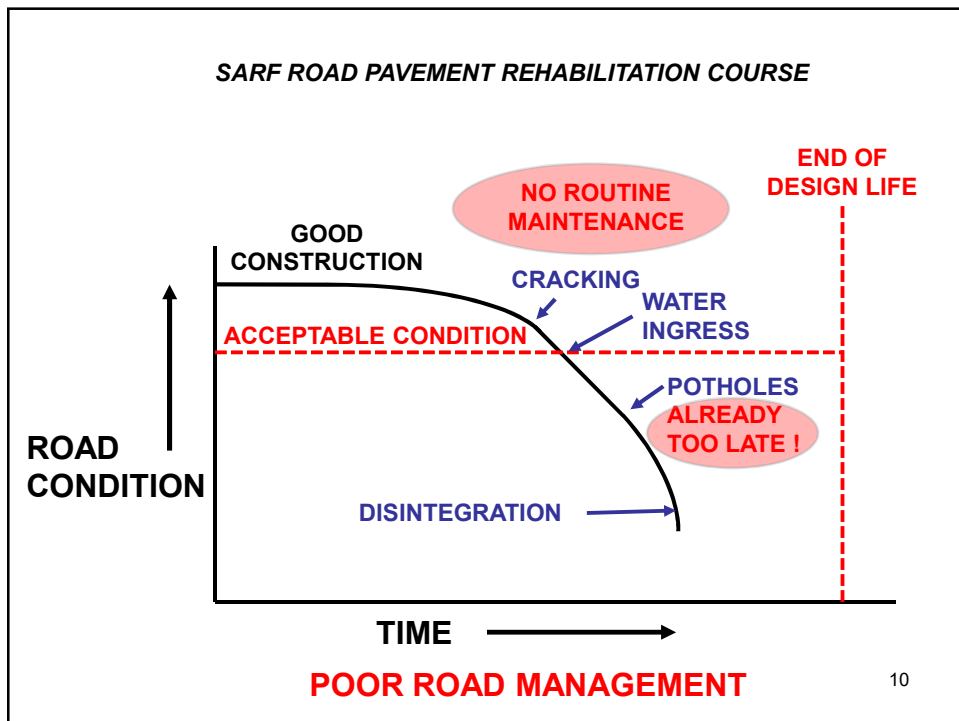 SARF ROAD PAVEMENT REHABILITATION COURSE
END OF
DESIGN LIFE
NO ROUTINE
MAINTENANCE
GOOD
CONSTRUCTION
CRACKING
WATER
INGRESS
ACCEPTABLE CONDITION
POTHOLES
ALREADY
TOO LATE !
ROAD
CONDITION
DISINTEGRATION
TIME
POOR ROAD MANAGEMENT
10